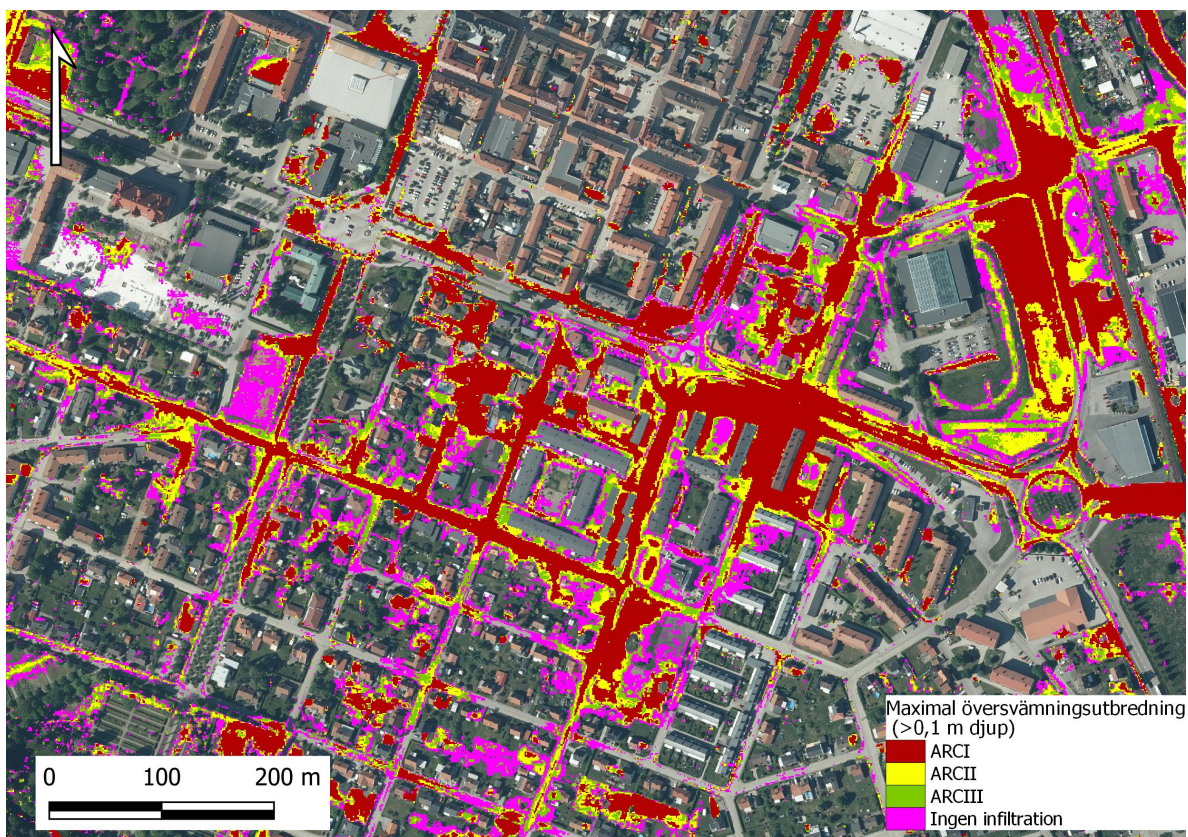 0 100 200 m
Maximal översvämningsutbredning
(>0,1 m djup)
ARCI
ARCII
ARCIII
Ingen infiltration